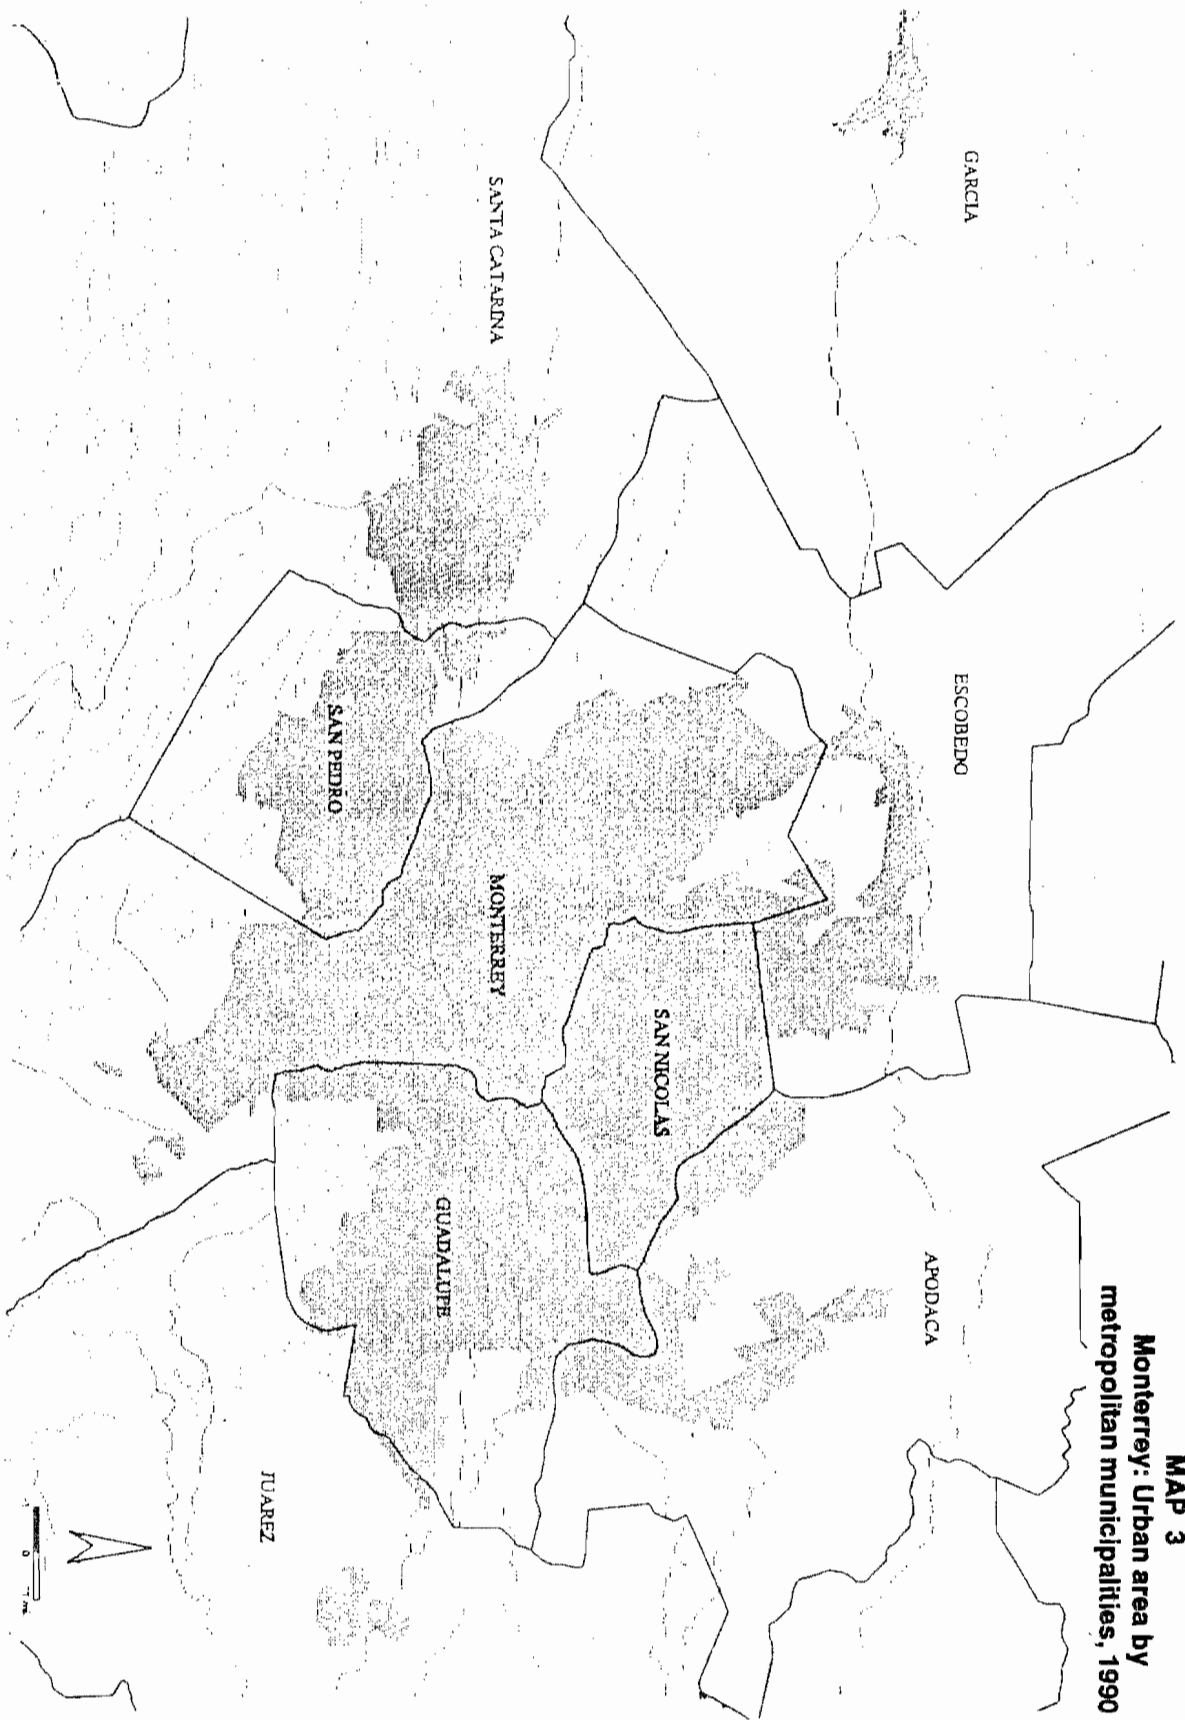 MAP 3
Monterrey: Urban area by
metropolitan municipalities, 1990
GARCIA
ESCOBEDO
APODACA
SANTA CATARINA
SAN NICOLAS
MONTERREY
SAN PEDRO
GUADALUPE
JUAREZ
0